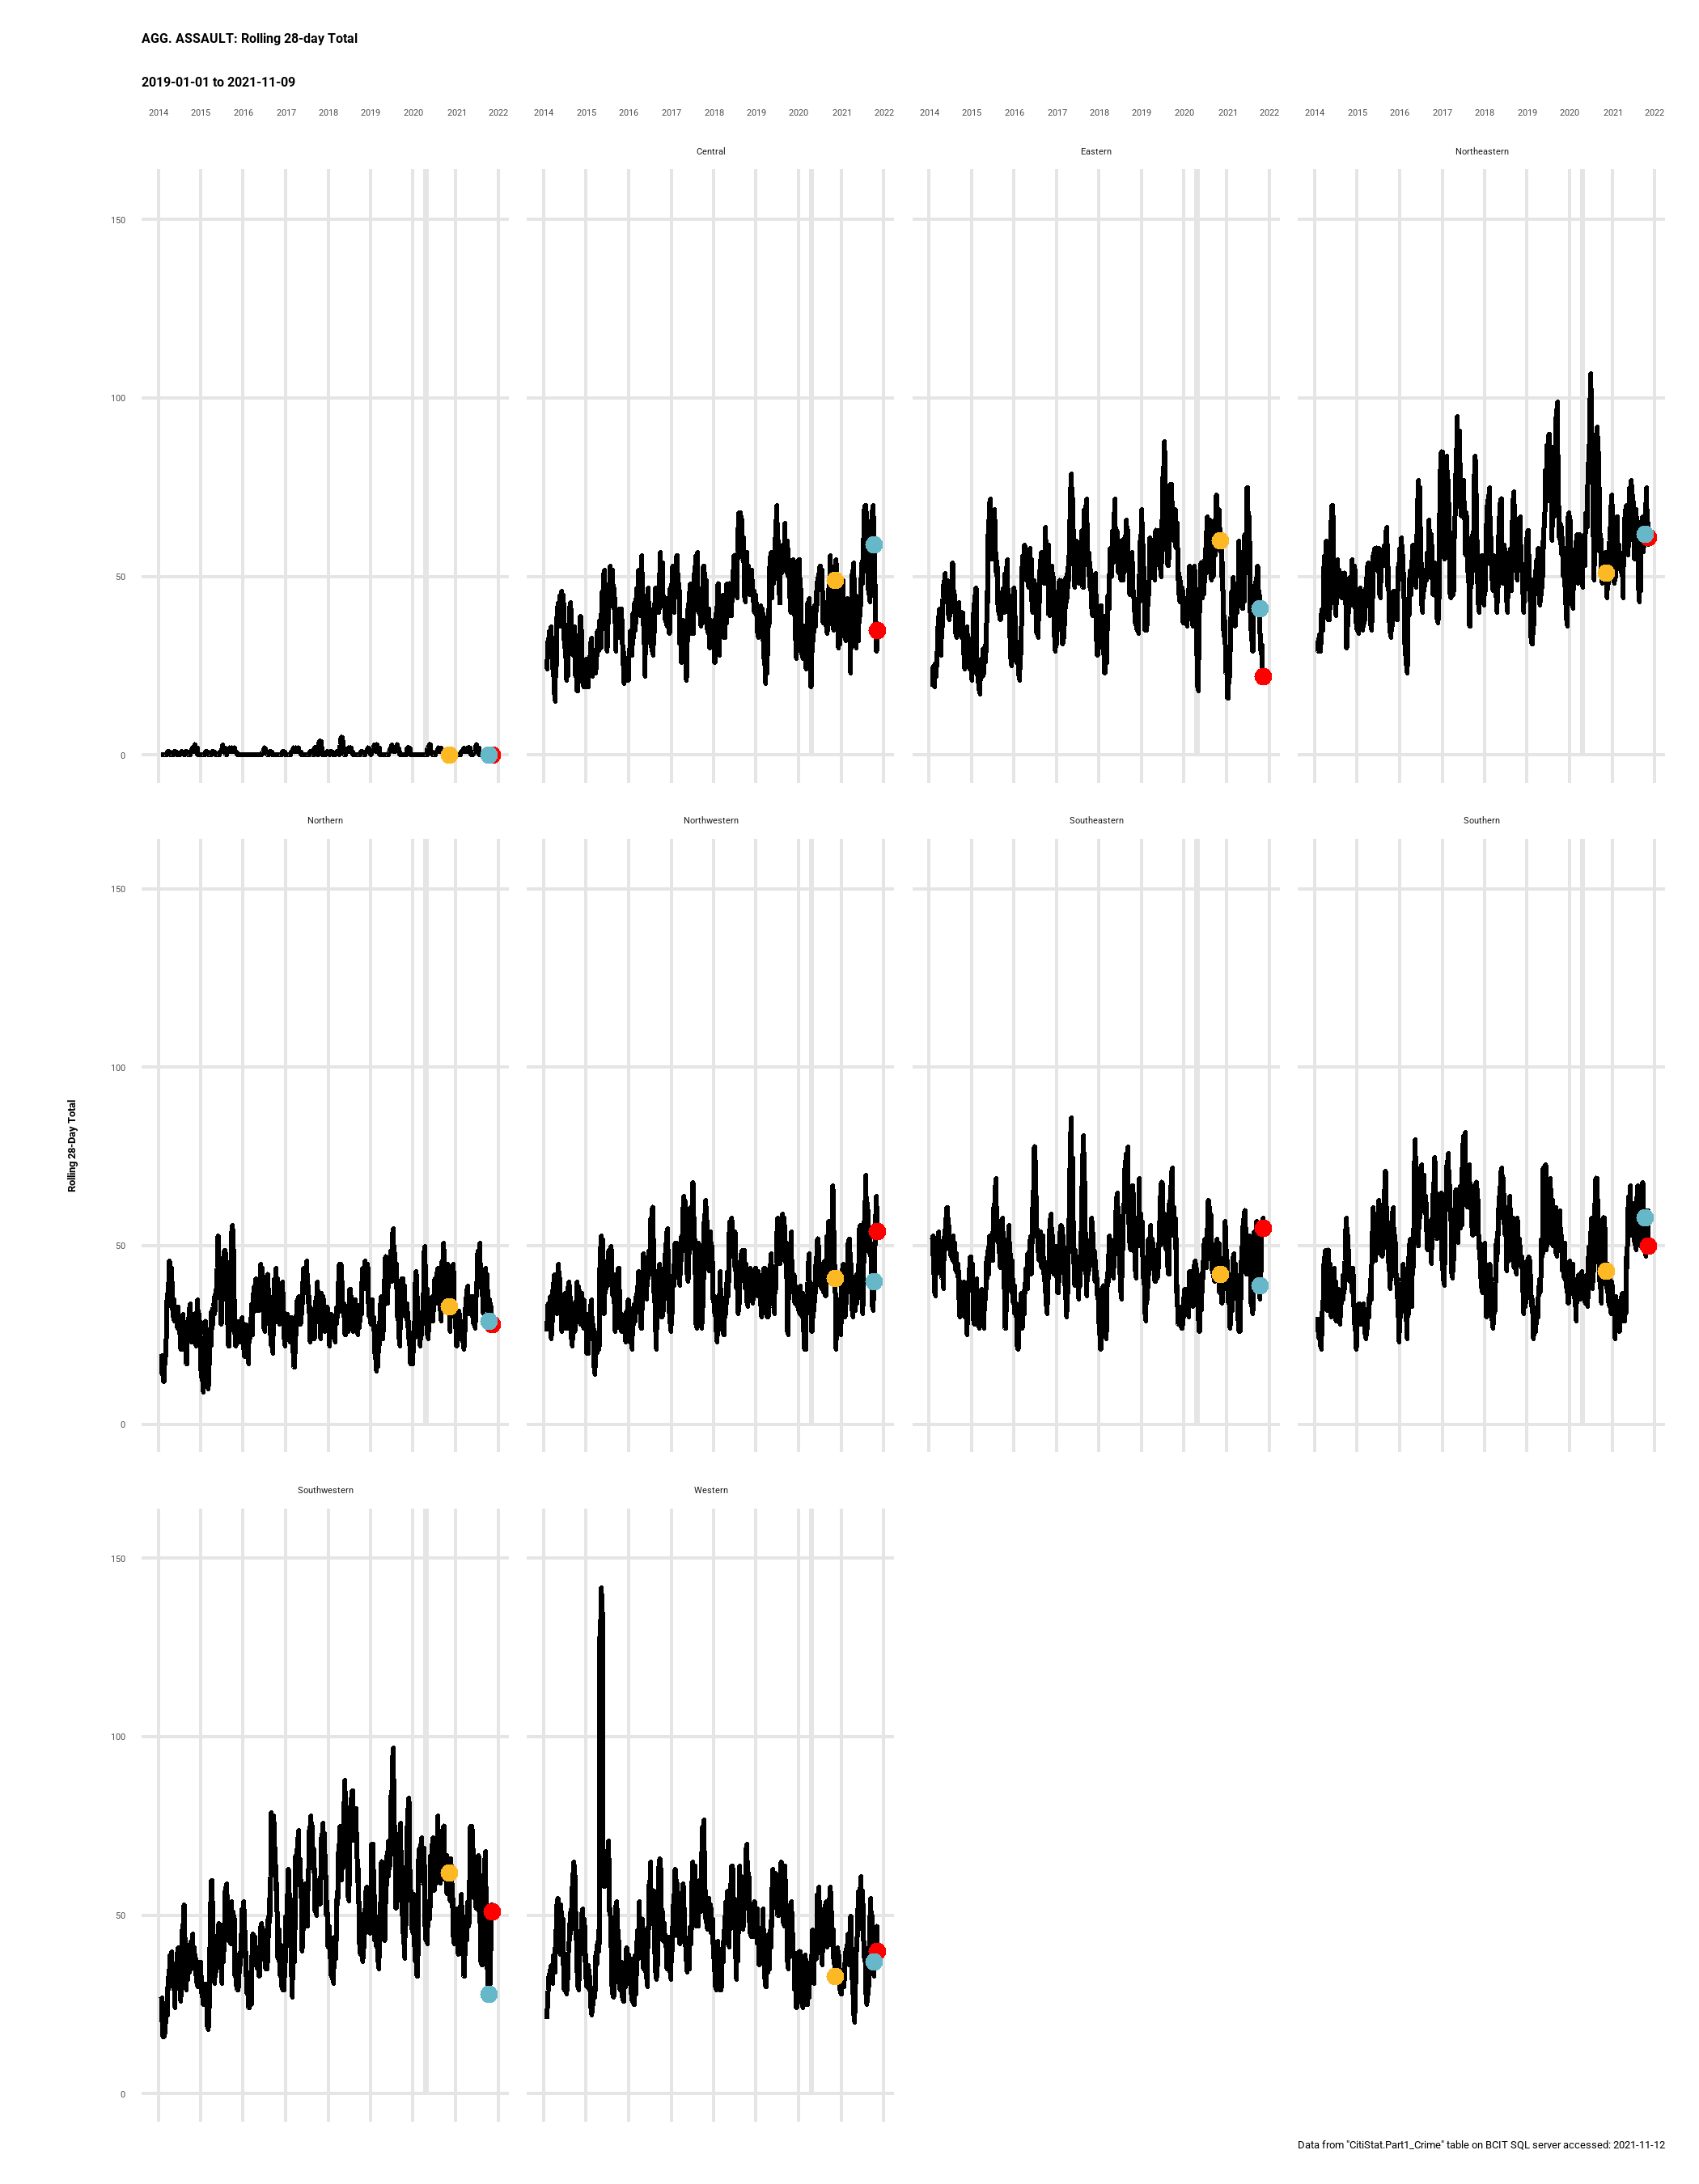 AGG. ASSAULT: Rolling 28-day Total
2019-01-01 to 2021-11-09
2014 2015 2016 2017 2018 2019 2020 2021 2022 2014 2015 2016 2017 2018 2019 2020 2021 2022 2014 2015 2016 2017 2018 2019 2020 2021 2022 2014 2015 2016 2017 2018 2019 2020 2021 2022
Central Eastern Northeastern
150
100
50
0
Northern Northwestern Southeastern Southern
150
100
50
0
Rolling 28-Day Total
Southwestern Western
150
100
50
0
Data from "CitiStat.Part1_Crime" table on BCIT SQL server accessed: 2021-11-12